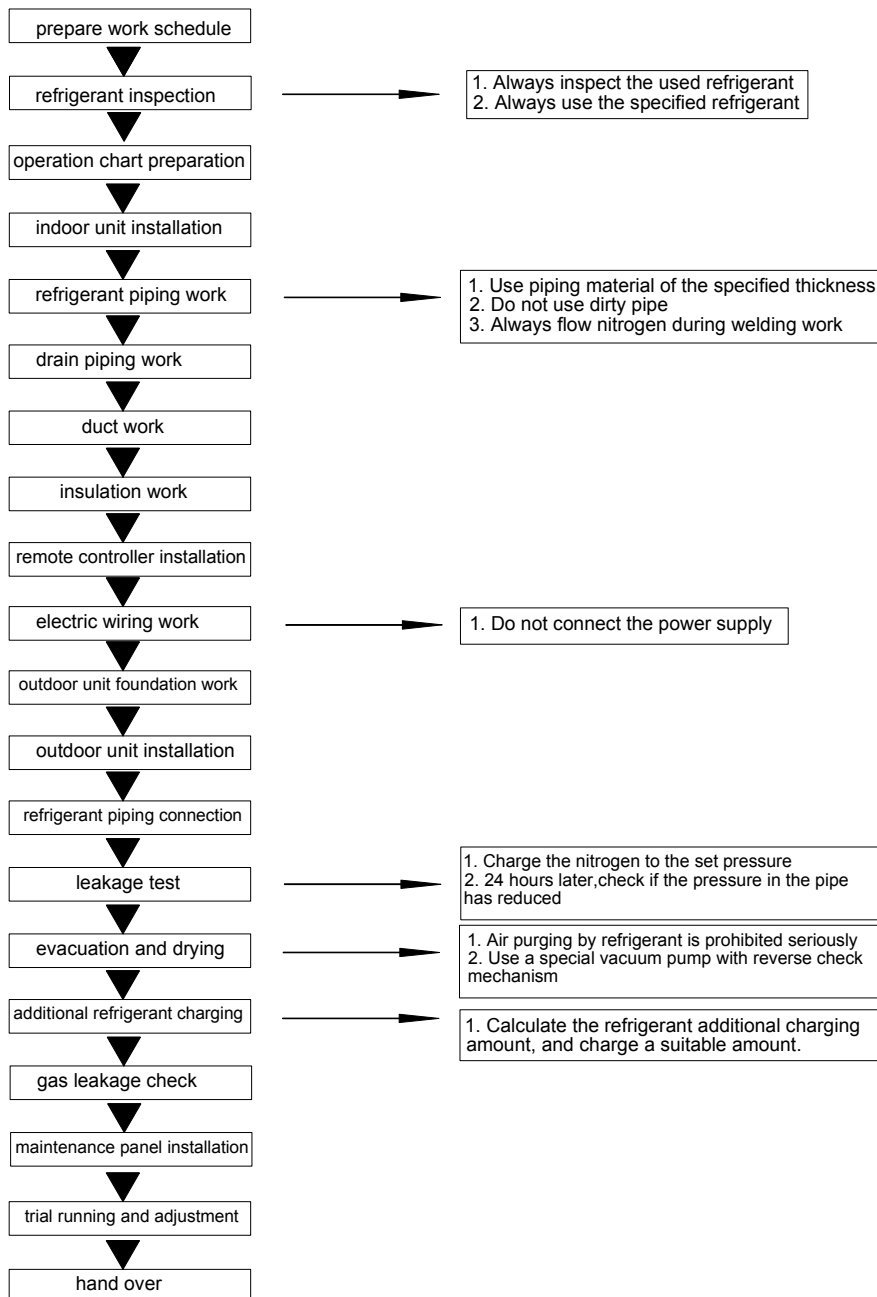 prepare work schedule
refrigerant inspection
1. Always inspect the used refrigerant
2. Always use the specified refrigerant
operation chart preparation
indoor unit installation
refrigerant piping work
1. Use piping material of the specified thickness
2. Do not use dirty pipe
3. Always flow nitrogen during welding work
drain piping work
duct work
insulation work
remote controller installation
electric wiring work
1. Do not connect the power supply
outdoor unit foundation work
outdoor unit installation
refrigerant piping connection
leakage test
1. Charge the nitrogen to the set pressure
2. 24 hours later,check if the pressure in the pipe
has reduced
evacuation and drying
1. Air purging by refrigerant is prohibited seriously
2. Use a special vacuum pump with reverse check
mechanism
additional refrigerant charging
1. Calculate the refrigerant additional charging
amount, and charge a suitable amount.
gas leakage check
maintenance panel installation
trial running and adjustment
hand over